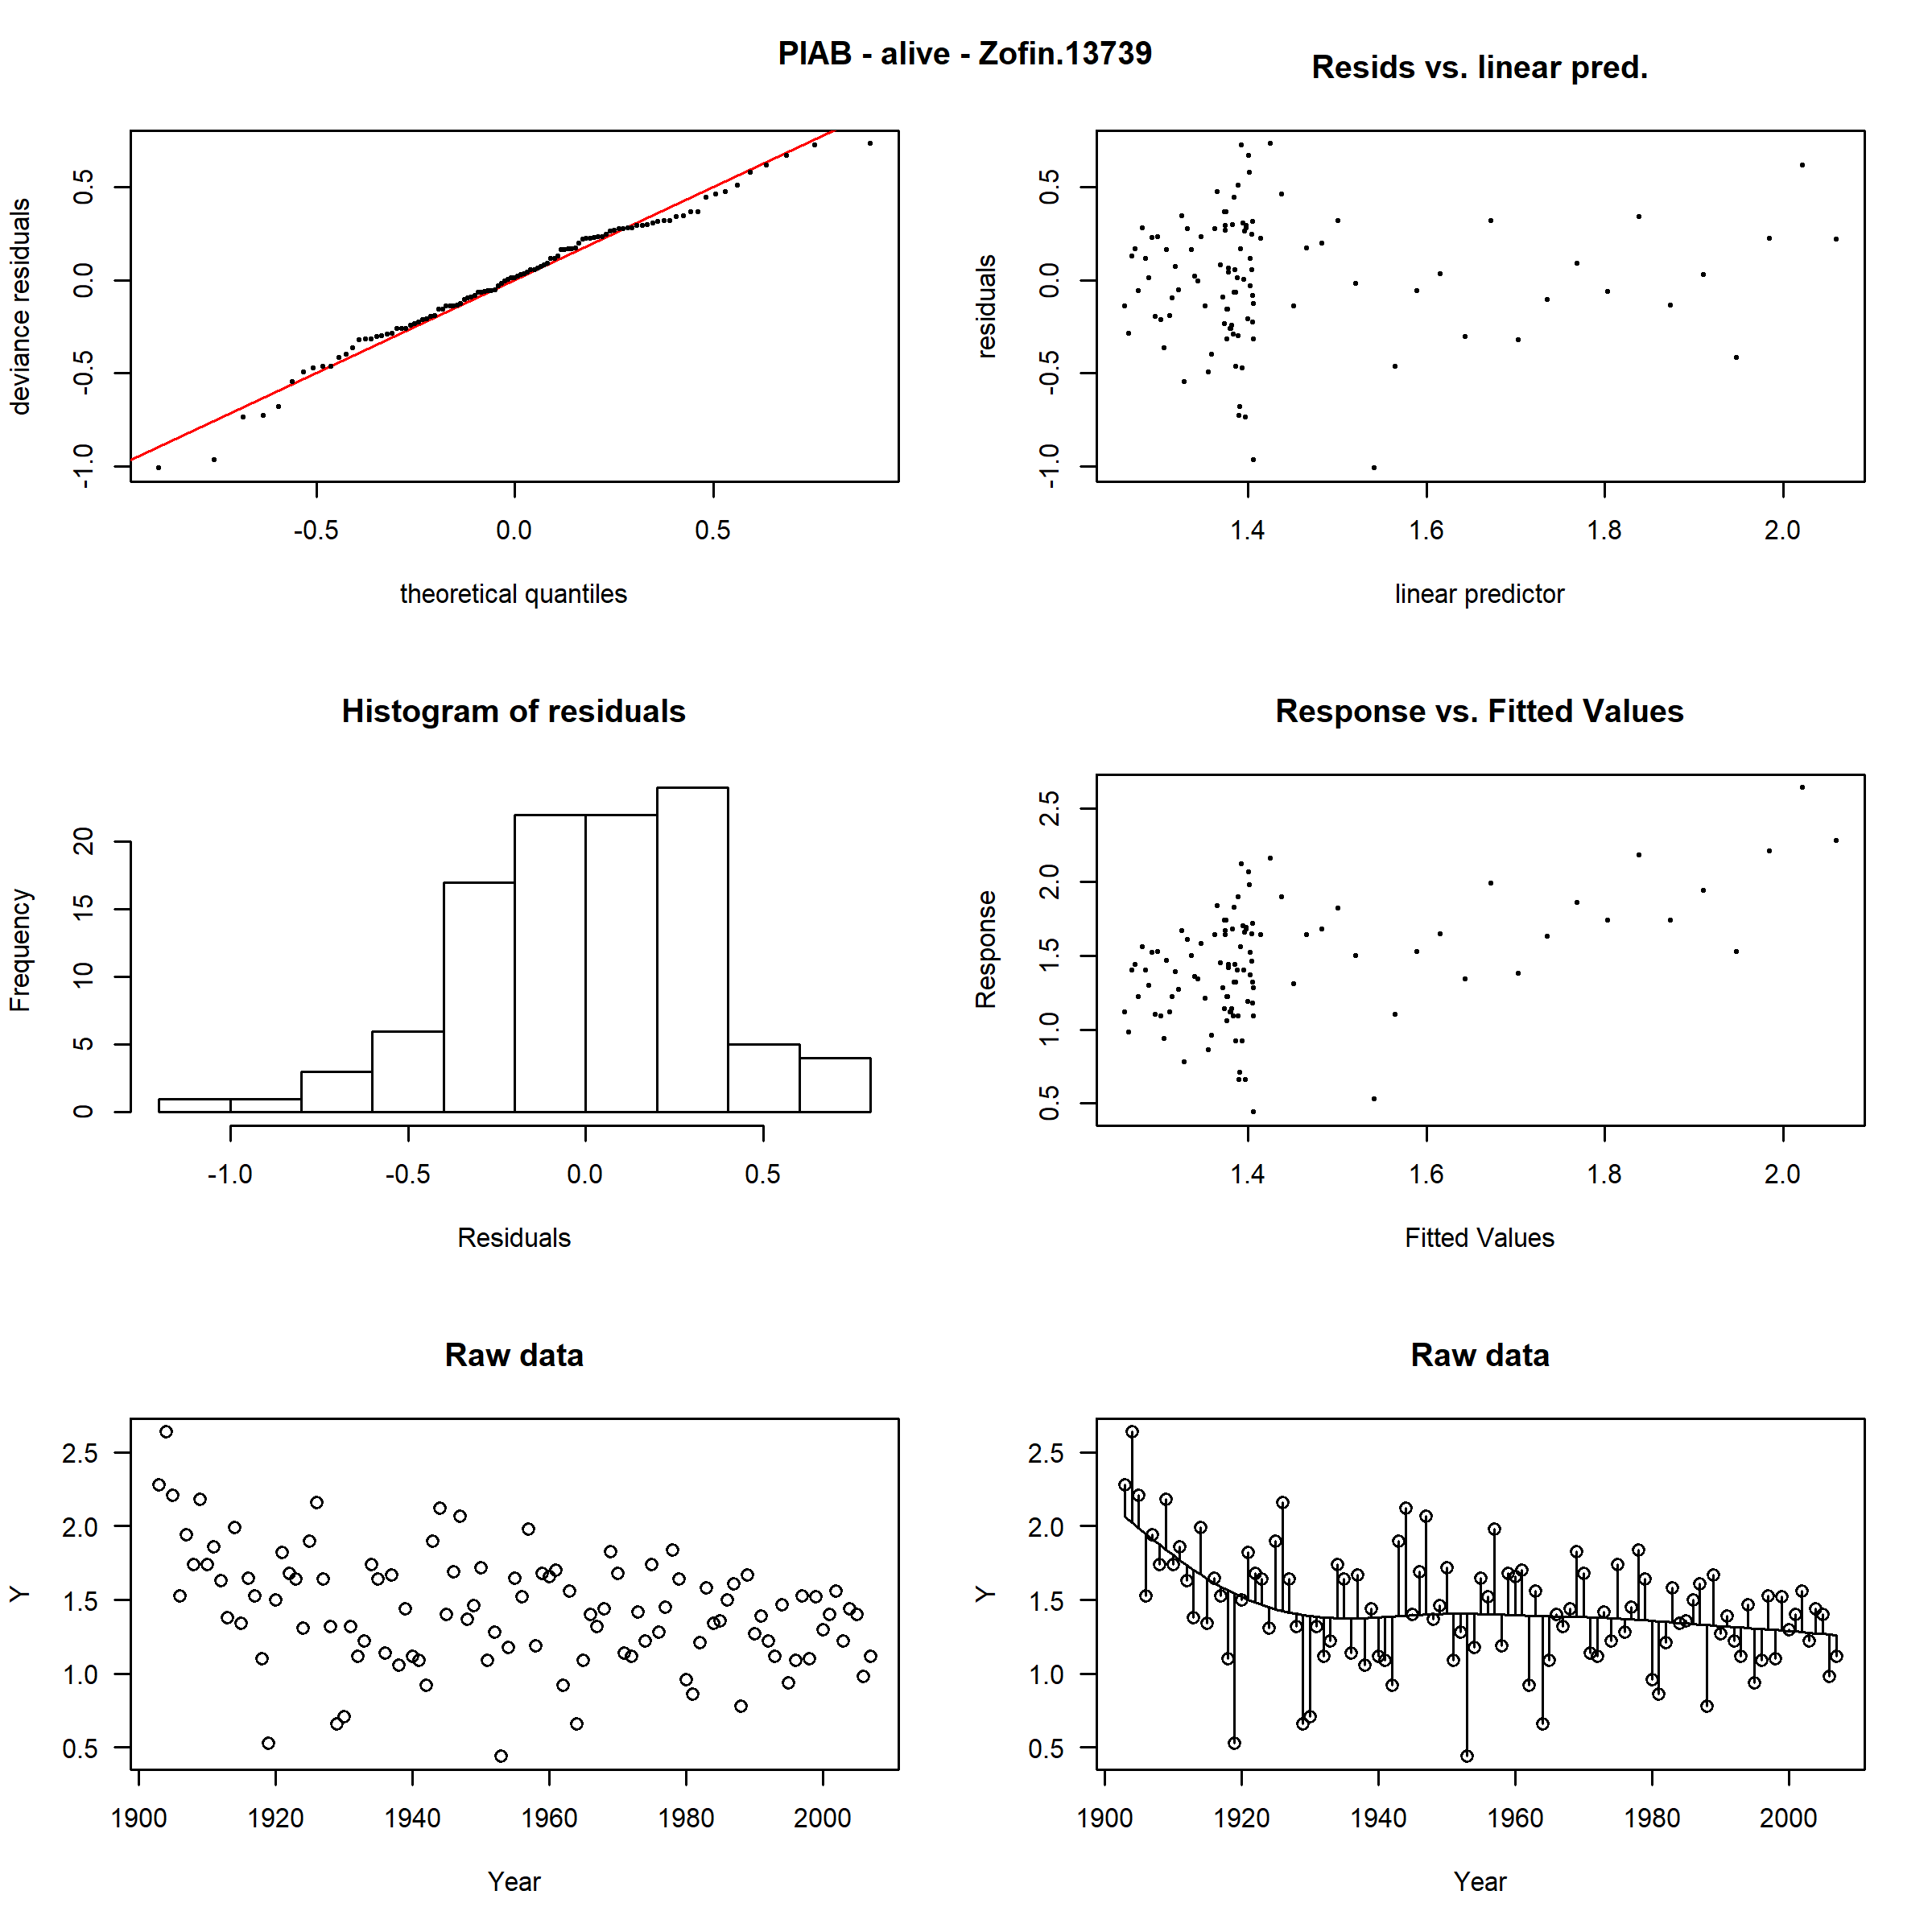 PIAB - alive - Zofin.13739
Resids vs. linear pred.
deviance residuals
0.5
0.0
-0.5
-1.0
-0.5 0.0 0.5
theoretical quantiles
residuals
0.5
0.0
-0.5
-1.0
1.4 1.6 1.8 2.0
linear predictor
Histogram of residuals
Frequency
20
15
10
5
0
-1.0 -0.5 0.0 0.5
Residuals
Response vs. Fitted Values
Response
2.5
2.0
1.5
1.0
0.5
1.4 1.6 1.8 2.0
Fitted Values
Raw data
Y
2.5
2.0
1.5
1.0
0.5
1900 1920 1940 1960 1980 2000
Year
Raw data
Y
2.5
2.0
1.5
1.0
0.5
1900 1920 1940 1960 1980 2000
Year